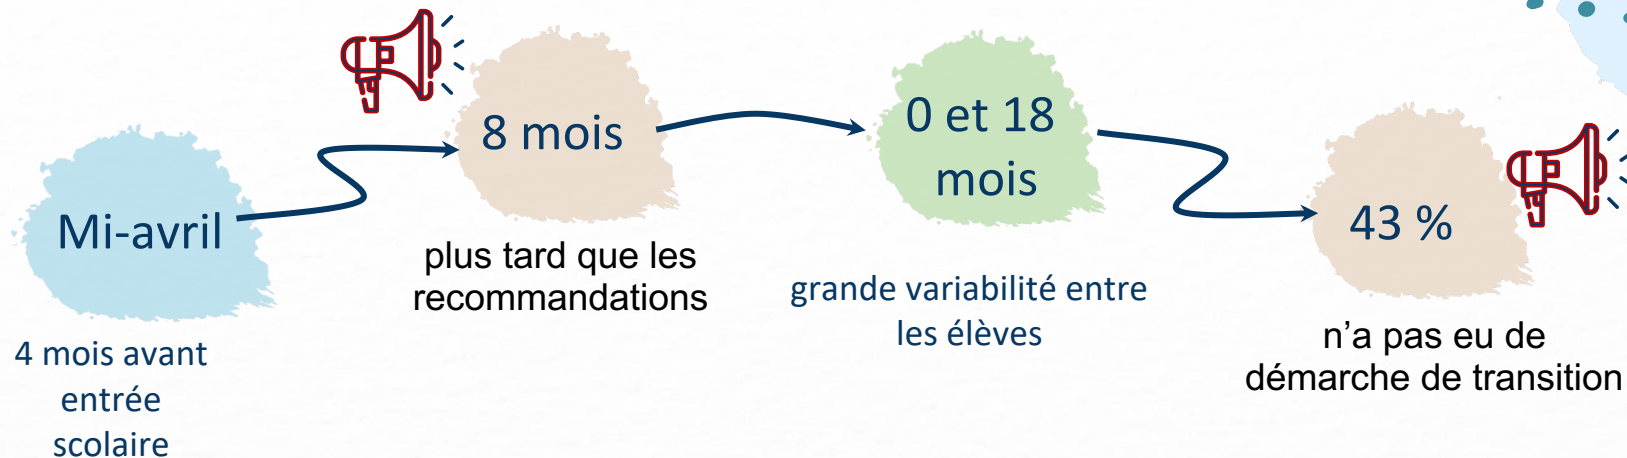 Mi-avril
4 mois avant
entrée
scolaire
8 mois
plus tard que les
recommandations
0 et 18
mois
grande variabilité entre
les élèves
43 %
n’a pas eu de
démarche de transition